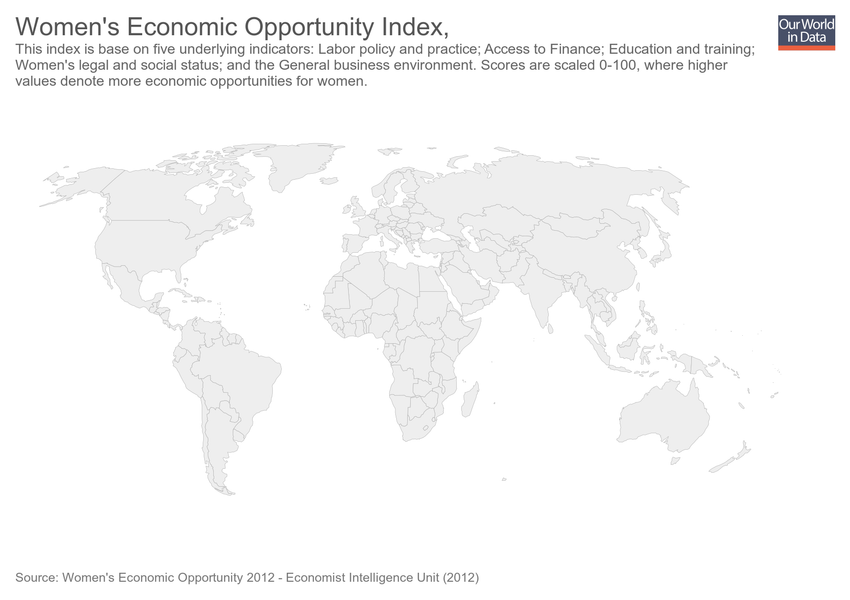 Women's Economic Opportunity Index,
Our World
in Data
This index is base on five underlying indicators: Labor policy and practice; Access to Finance; Education and training;
Women's legal and social status; and the General business environment. Scores are scaled 0-100, where higher
values denote more economic opportunities for women.
Source: Women's Economic Opportunity 2012 - Economist Intelligence Unit (2012)